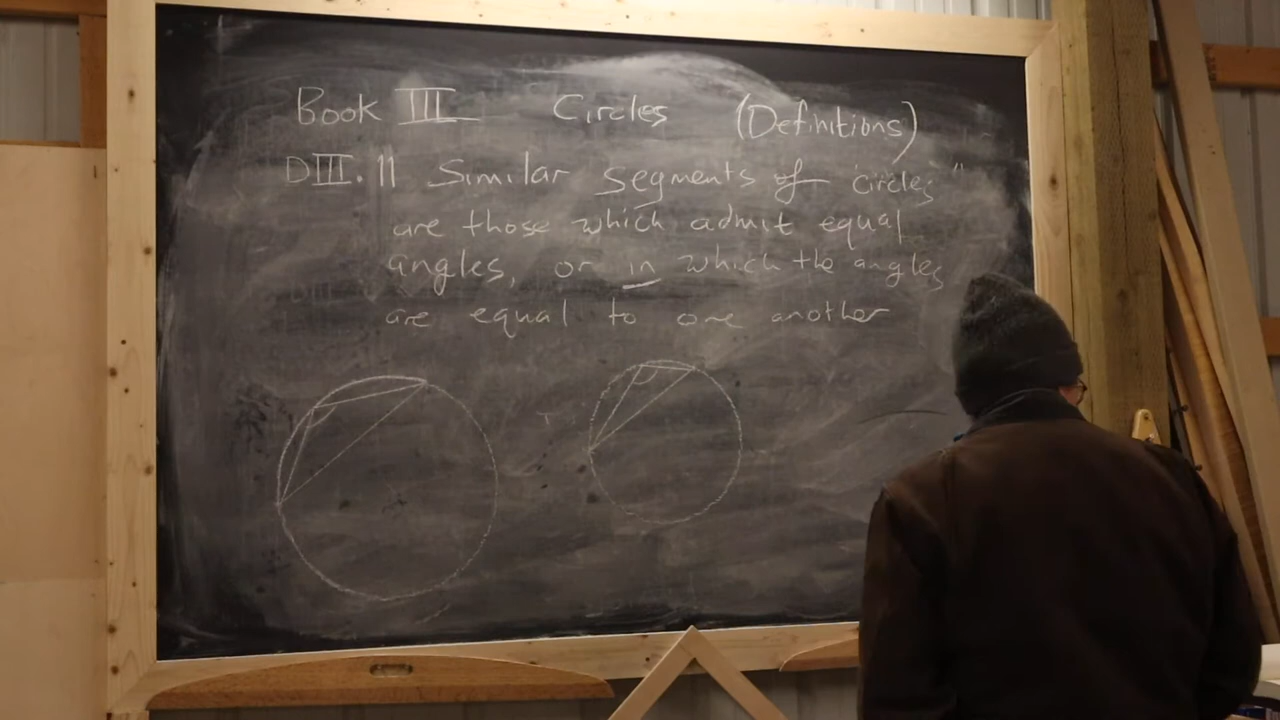 Book III Circles (Definitions)
DIII. 11 Similar segments of circles"
are those which admit equal
angles, or in which the angles
are equal to one another